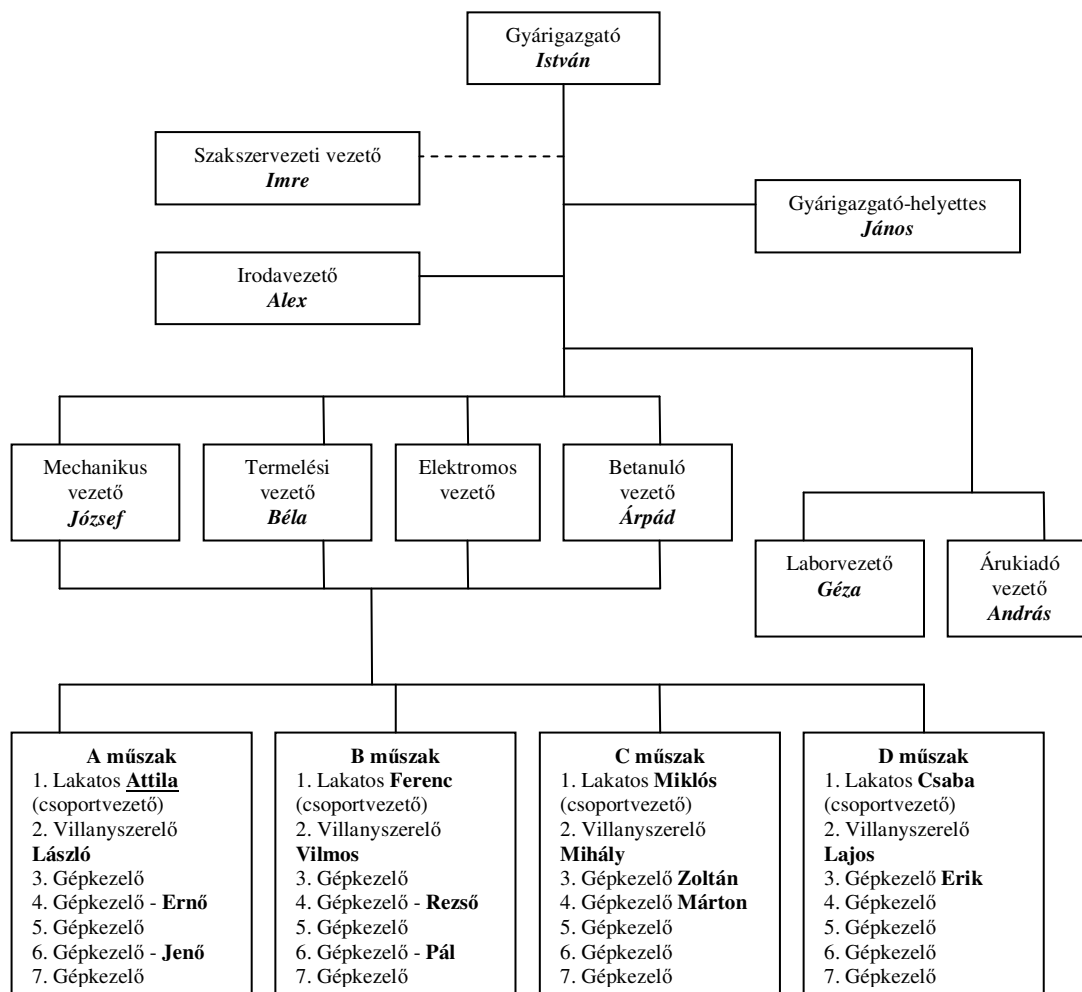 Gyárigazgató
István
Szakszervezeti vezető
Imre
Gyárigazgató-helyettes
János
Irodavezető
Alex
Mechanikus
vezető
József
Termelési
vezető
Béla
Elektromos
vezető
Betanuló
vezető
Árpád
Laborvezető
Géza
Árukiadó
vezető
András
A műszak
1. Lakatos Attila
(csoportvezető)
2. Villanyszerelő
László
3. Gépkezelő
4. Gépkezelő - Ernő
5. Gépkezelő
6. Gépkezelő - Jenő
7. Gépkezelő
B műszak
1. Lakatos Ferenc
(csoportvezető)
2. Villanyszerelő
Vilmos
3. Gépkezelő
4. Gépkezelő - Rezső
5. Gépkezelő
6. Gépkezelő - Pál
7. Gépkezelő
C műszak
1. Lakatos Miklós
(csoportvezető)
2. Villanyszerelő
Mihály
3. Gépkezelő Zoltán
4. Gépkezelő Márton
5. Gépkezelő
6. Gépkezelő
7. Gépkezelő
D műszak
1. Lakatos Csaba
(csoportvezető)
2. Villanyszerelő
Lajos
3. Gépkezelő Erik
4. Gépkezelő
5. Gépkezelő
6. Gépkezelő
7. Gépkezelő